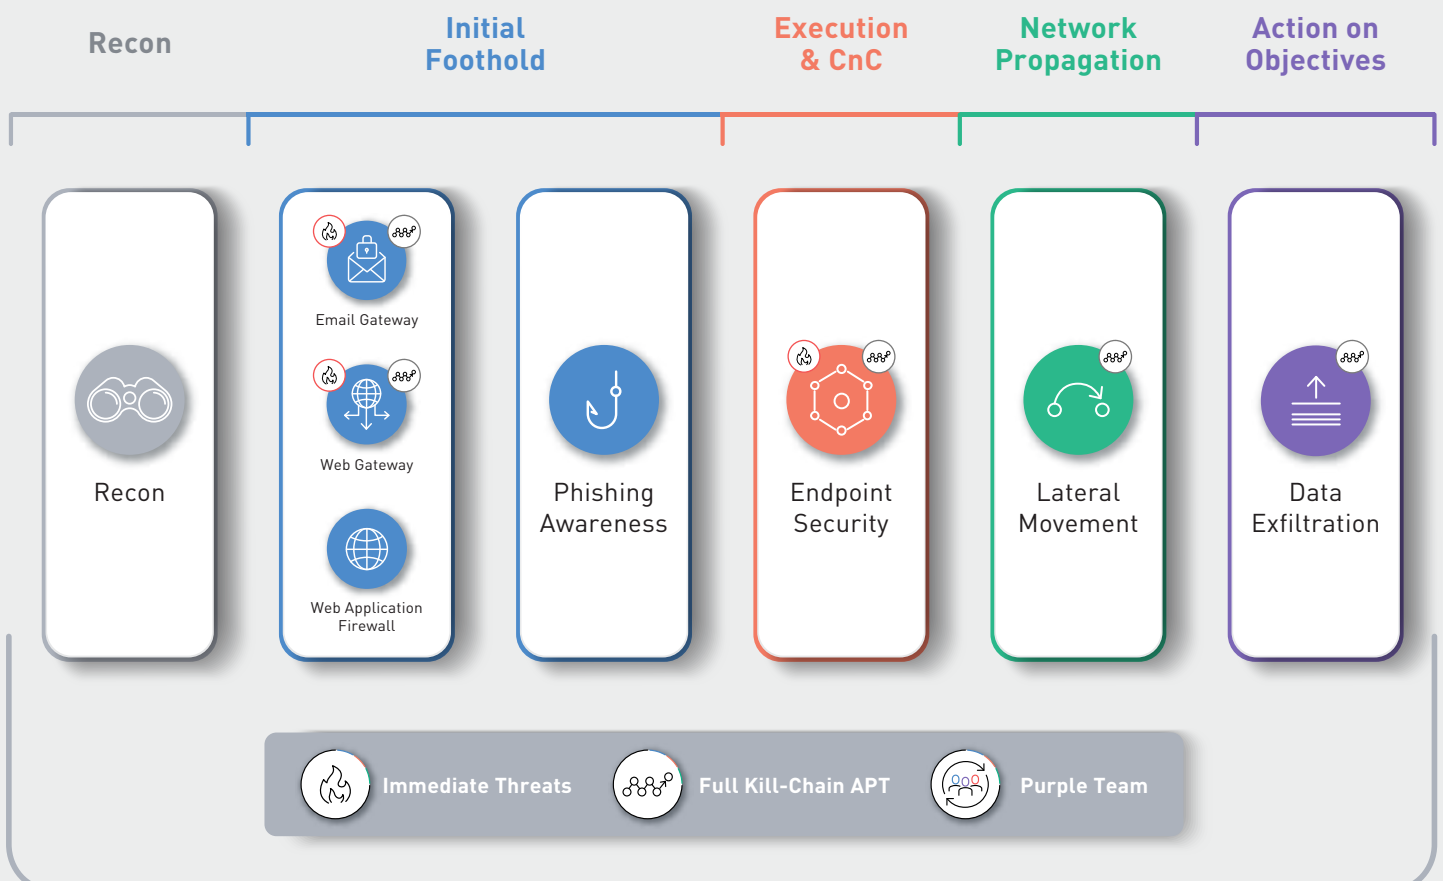 Recon
Initial
Foothold
Execution
& CnC
Network
Propagation
Action on
Objectives
Recon
Email Gateway
Web Gateway
Web Application
Firewall
Phishing
Awareness
Endpoint
Security
Lateral
Movement
Data
Exfiltration
Immediate Threats
Full Kill-Chain APT
Purple Team